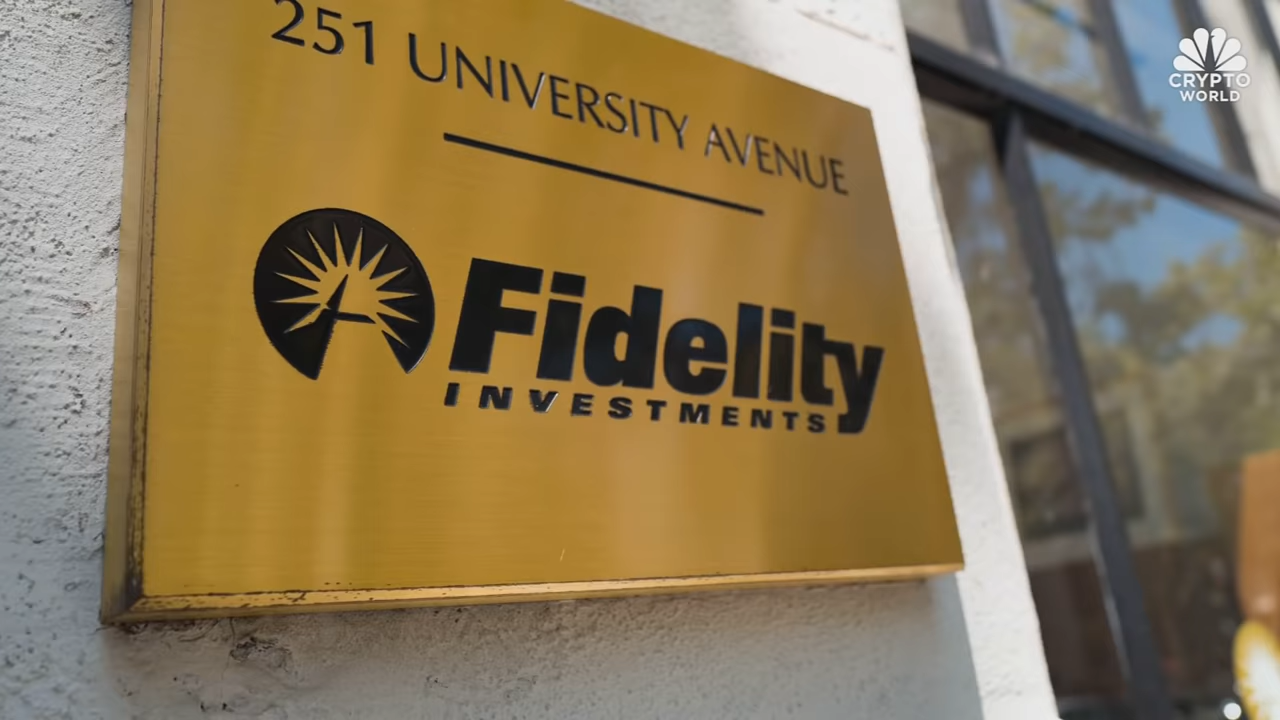 251 UNIVERSITY AVENUE
Fidelity
INVESTMENTS
CRYPTO
WORLD